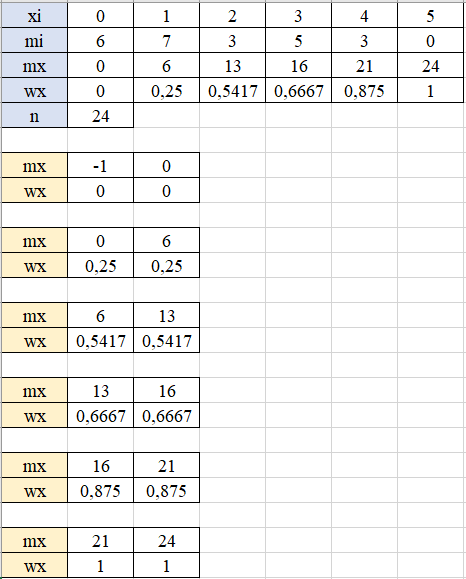 xi 0 1 2 3 4 5
mi 6 7 3 5 3 0
mx 0 6 13 16 21 24
wx 0 0,25 0,5417 0,6667 0,875 1
n 24
mx -1 0
wx 0 0
mx 0 6
wx 0,25 0,25
mx 6 13
wx 0,5417 0,5417
mx 13 16
wx 0,6667 0,6667
mx 16 21
wx 0,875 0,875
mx 21 24
wx 1 1